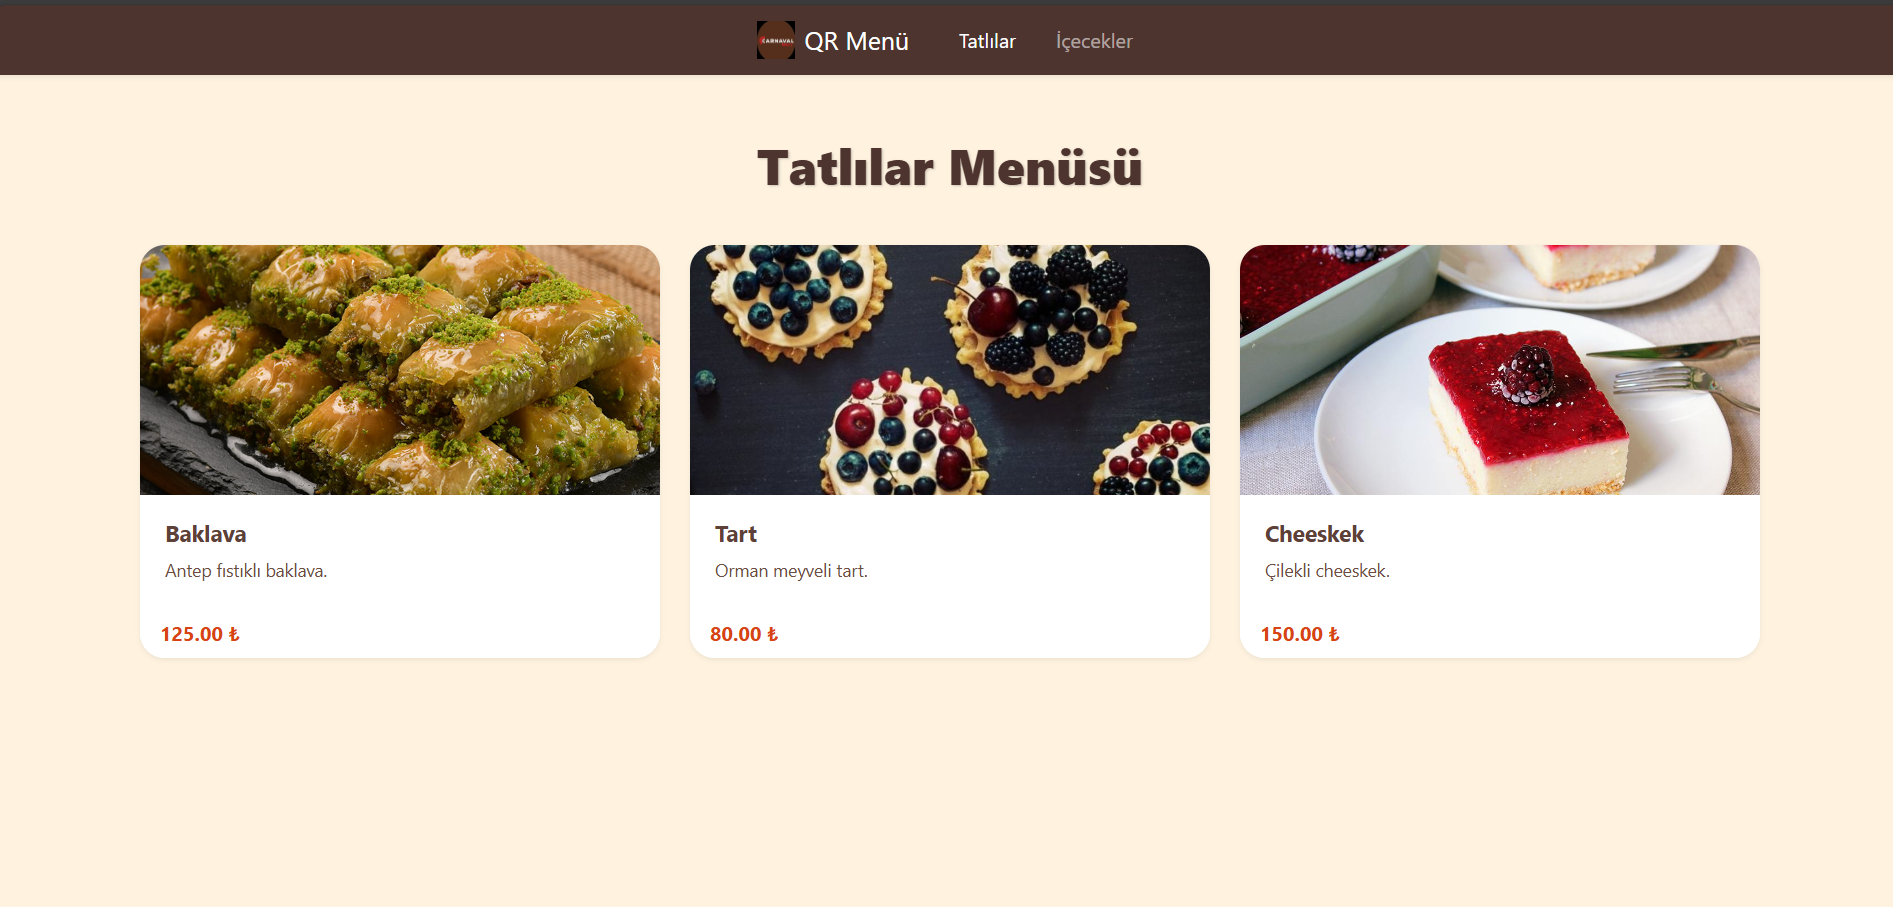 CARNAVAL
QR Menü
Tatlılar
İçecekler
Tatlılar Menüsü
Baklava
Antep fıstıklı baklava.
125.00 ₺
Tart
Orman meyveli tart.
80.00 ₺
Cheeskek
Çilekli cheeskek.
150.00 ₺